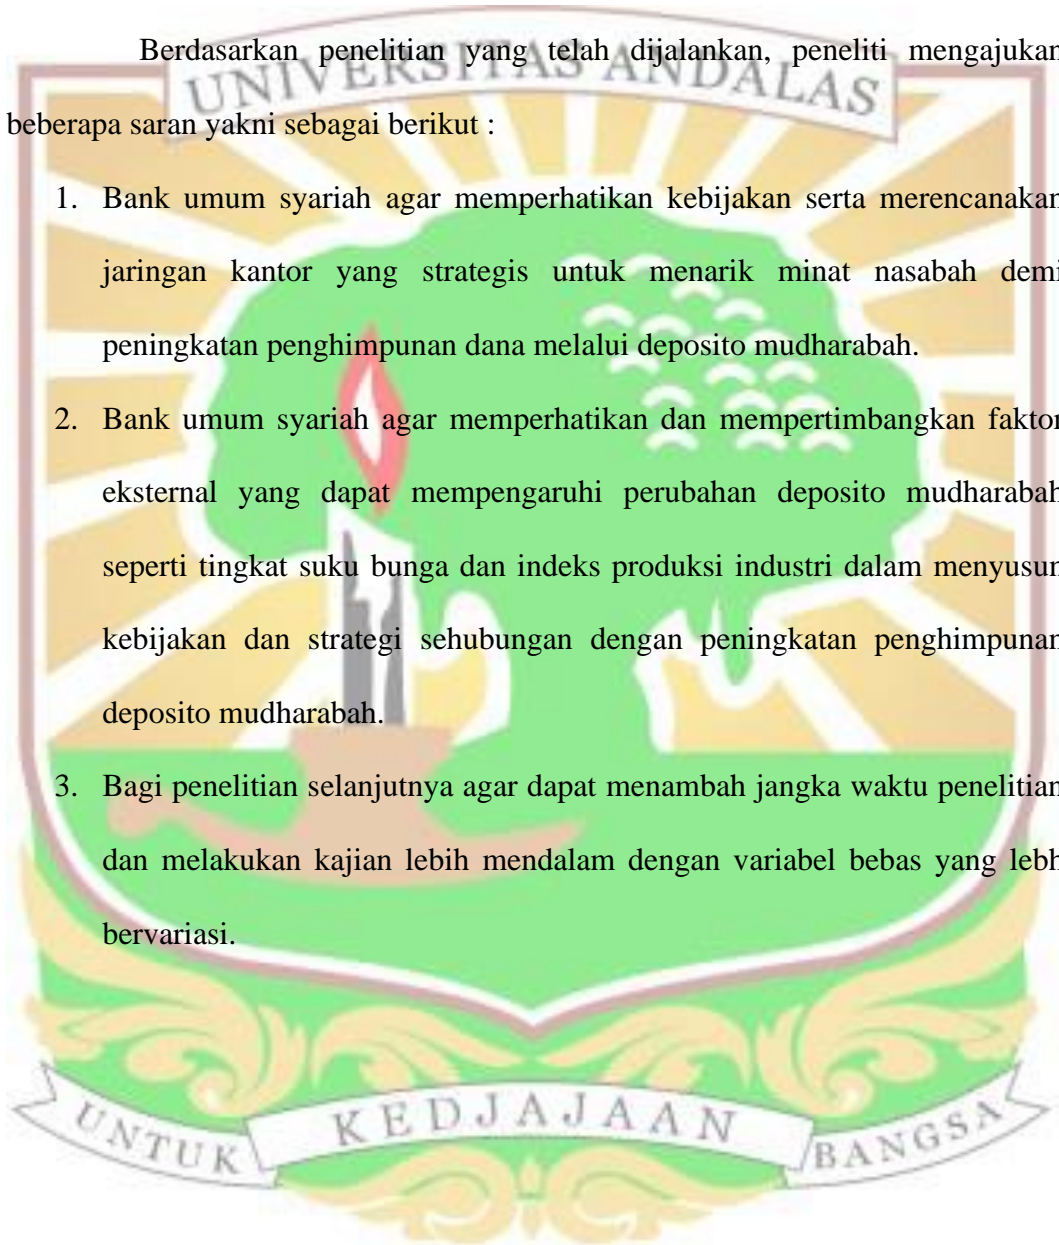 Berdasarkan penelitian yang telah dijalankan, peneliti mengajukan
UNIVERSITAS ANDALAS
beberapa saran yakni sebagai berikut :
1. Bank umum syariah agar memperhatikan kebijakan serta merencanakan
jaringan kantor yang strategis untuk menarik minat nasabah demi
peningkatan penghimpunan dana melalui deposito mudharabah.
2. Bank umum syariah agar memperhatikan dan mempertimbangkan faktor
eksternal yang dapat mempengaruhi perubahan deposito mudharabah
seperti tingkat suku bunga dan indeks produksi industri dalam menyusun
kebijakan dan strategi sehubungan dengan peningkatan penghimpunan
deposito mudharabah.
3. Bagi penelitian selanjutnya agar dapat menambah jangka waktu penelitian
dan melakukan kajian lebih mendalam dengan variabel bebas yang lebh
bervariasi.
UNTUK KEDJAJAAN BANGSA